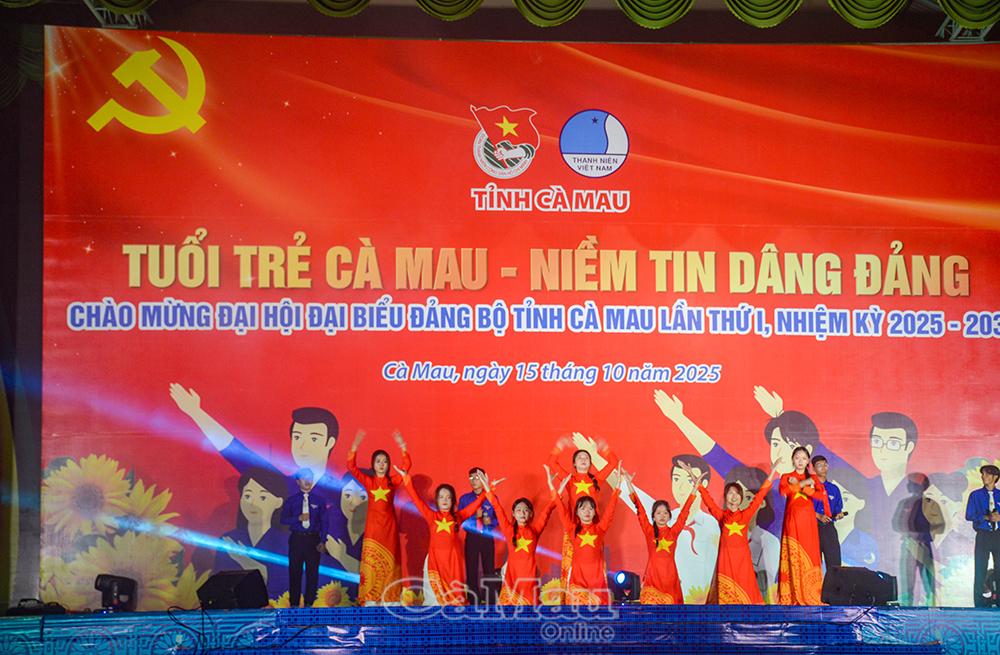 THANH NIÊN
VIỆT NAM
TỈNH CÀ MAU
TUỔI TRẺ CÀ MAU - NIỀM TIN DÂNG ĐẢNG
CHÀO MỪNG ĐẠI HỘI ĐẠI BIỂU ĐẢNG BỘ TỈNH CÀ MAU LẦN THỨ I, NHIỆM KỲ 2025 - 203
Cà Mau, ngày 15 tháng 10 năm 2025
CàMau
Online